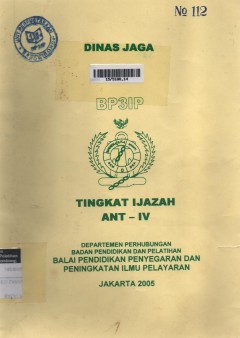 № 112
DINAS JAGA
BP3IP
TINGKAT IJAZAH
ANT – IV
DEPARTEMEN PERHUBUNGAN
BADAN PENDIDIKAN DAN PELATIHAN
BALAI PENDIDIKAN PENYEGARAN DAN
PENINGKATAN ILMU PELAYARAN
JAKARTA 2005
1